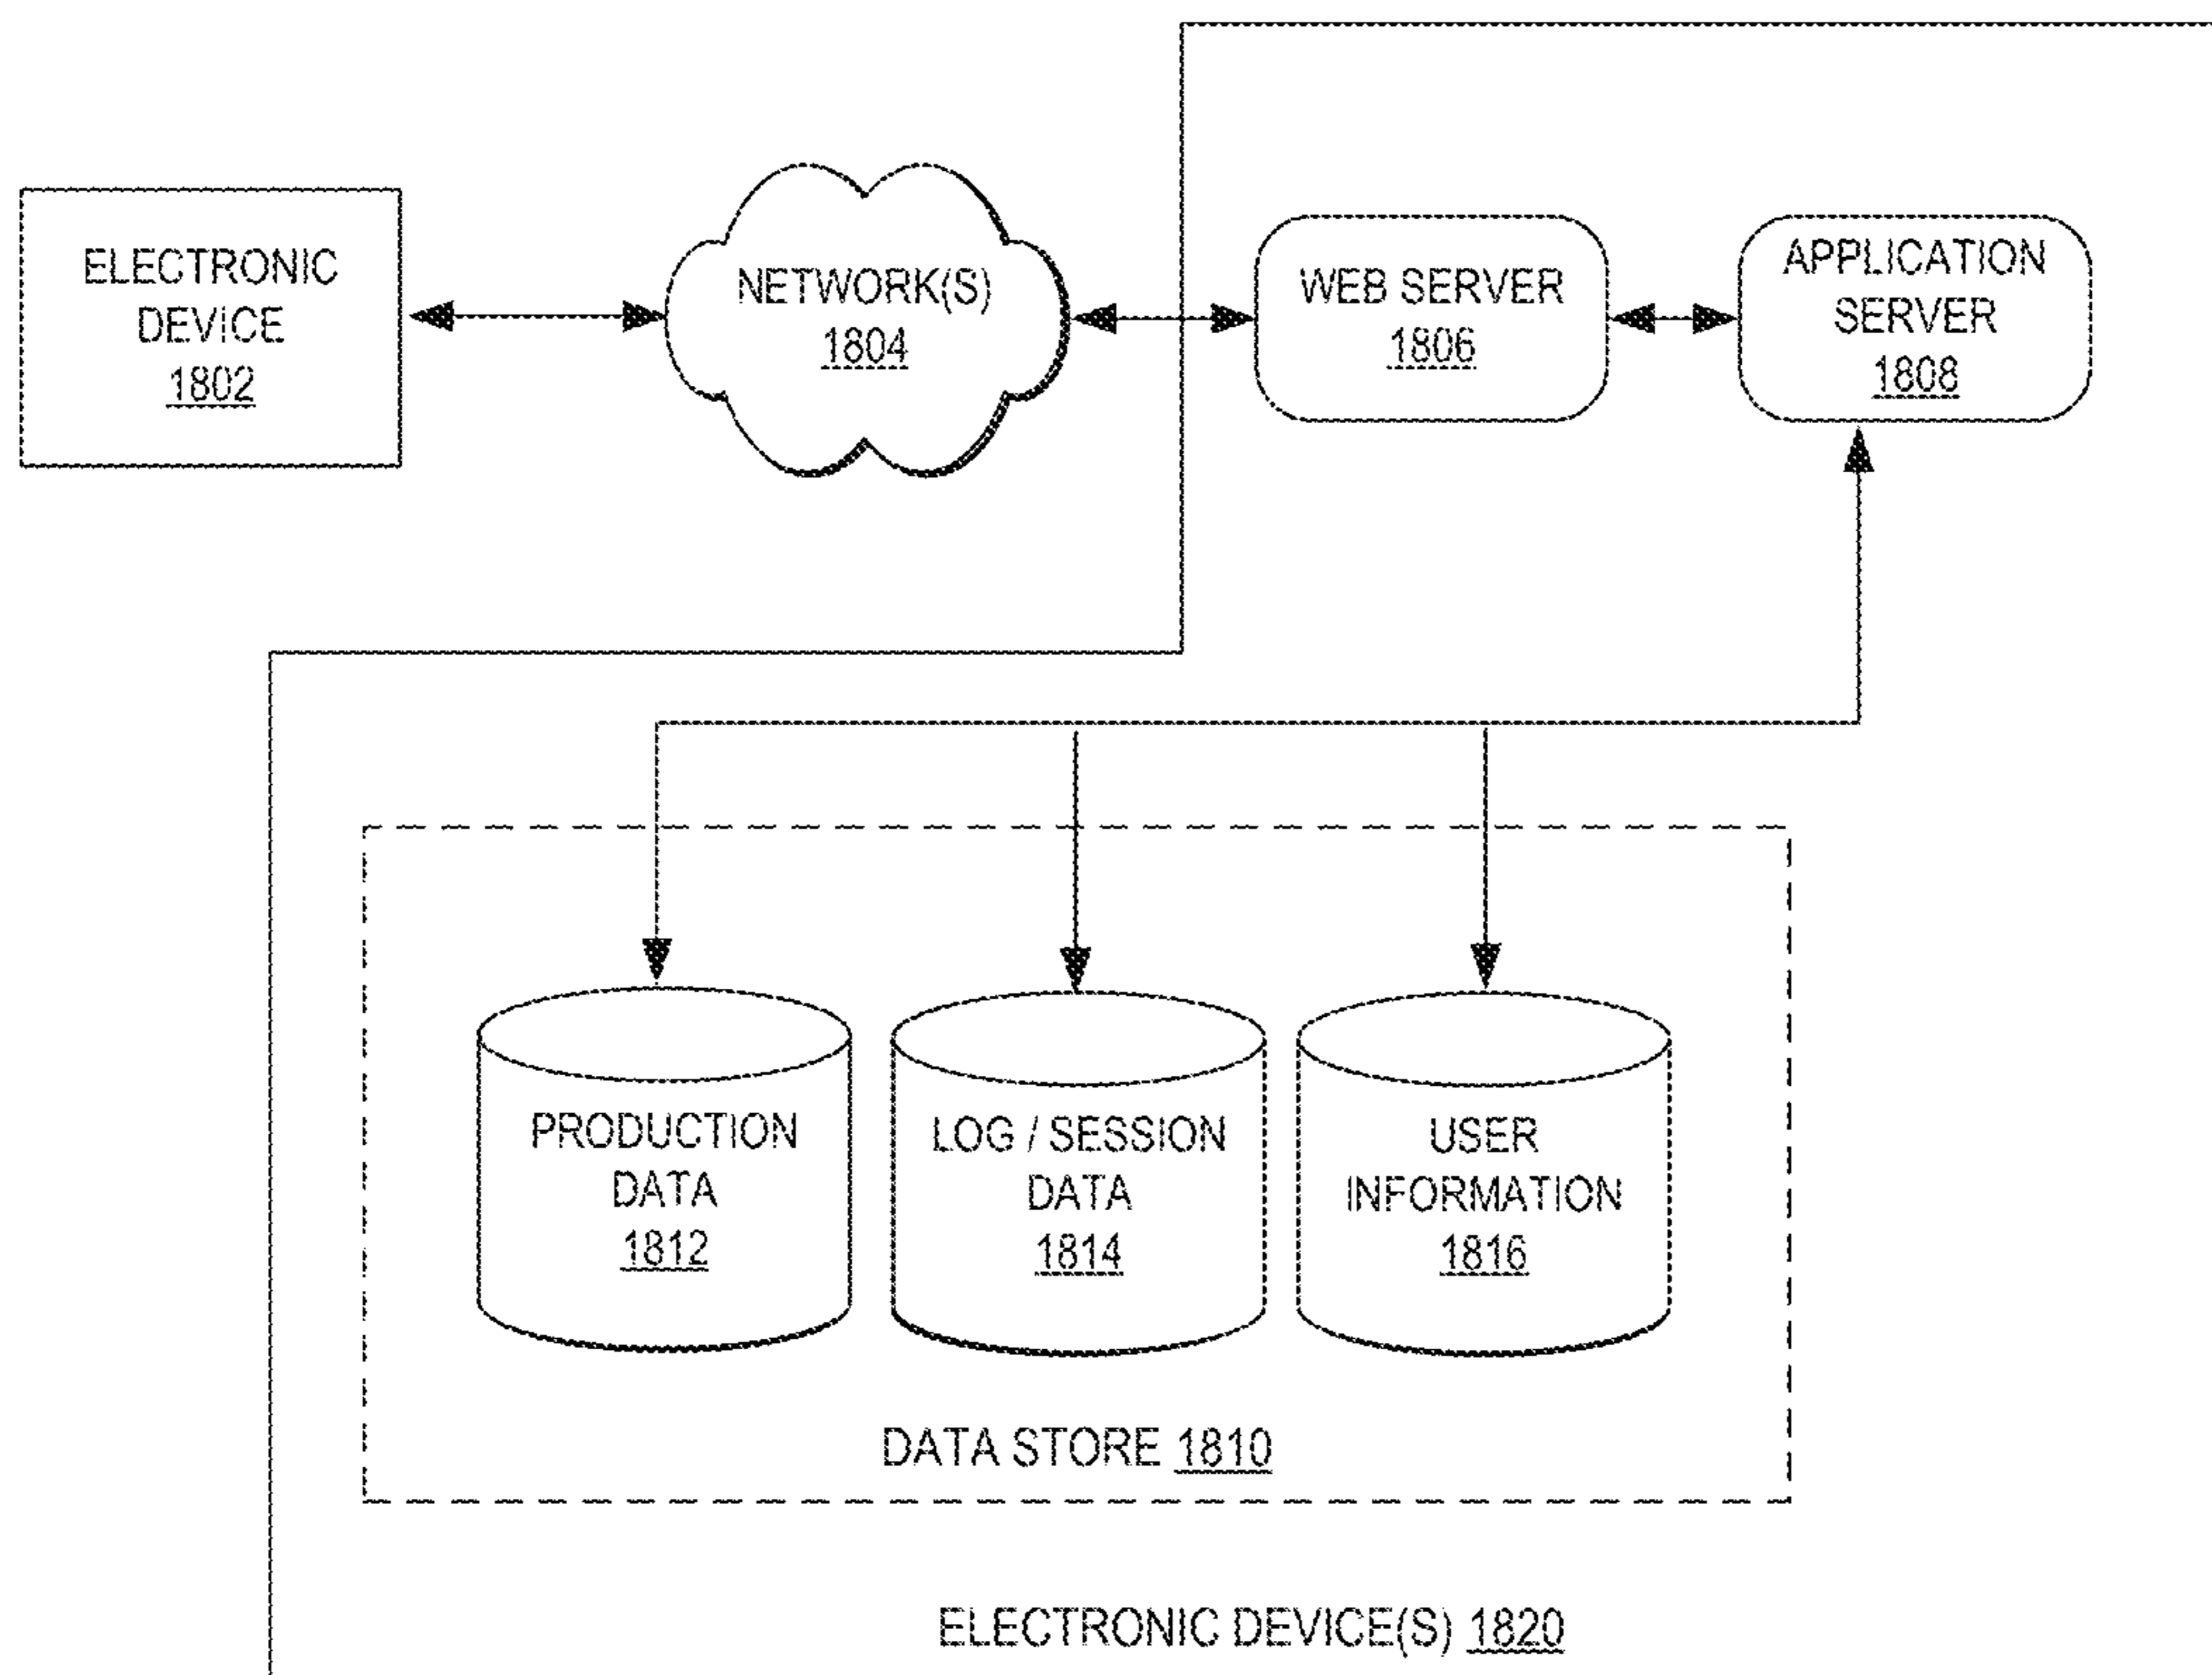 ELECTRONIC
DEVICE
1802
NETWORK(S)
1804
WEB SERVER
1806
APPLICATION
SERVER
1808
PRODUCTION
DATA
1812
LOG / SESSION
DATA
1814
USER
INFORMATION
1816
DATA STORE 1810
ELECTRONIC DEVICE(S) 1820